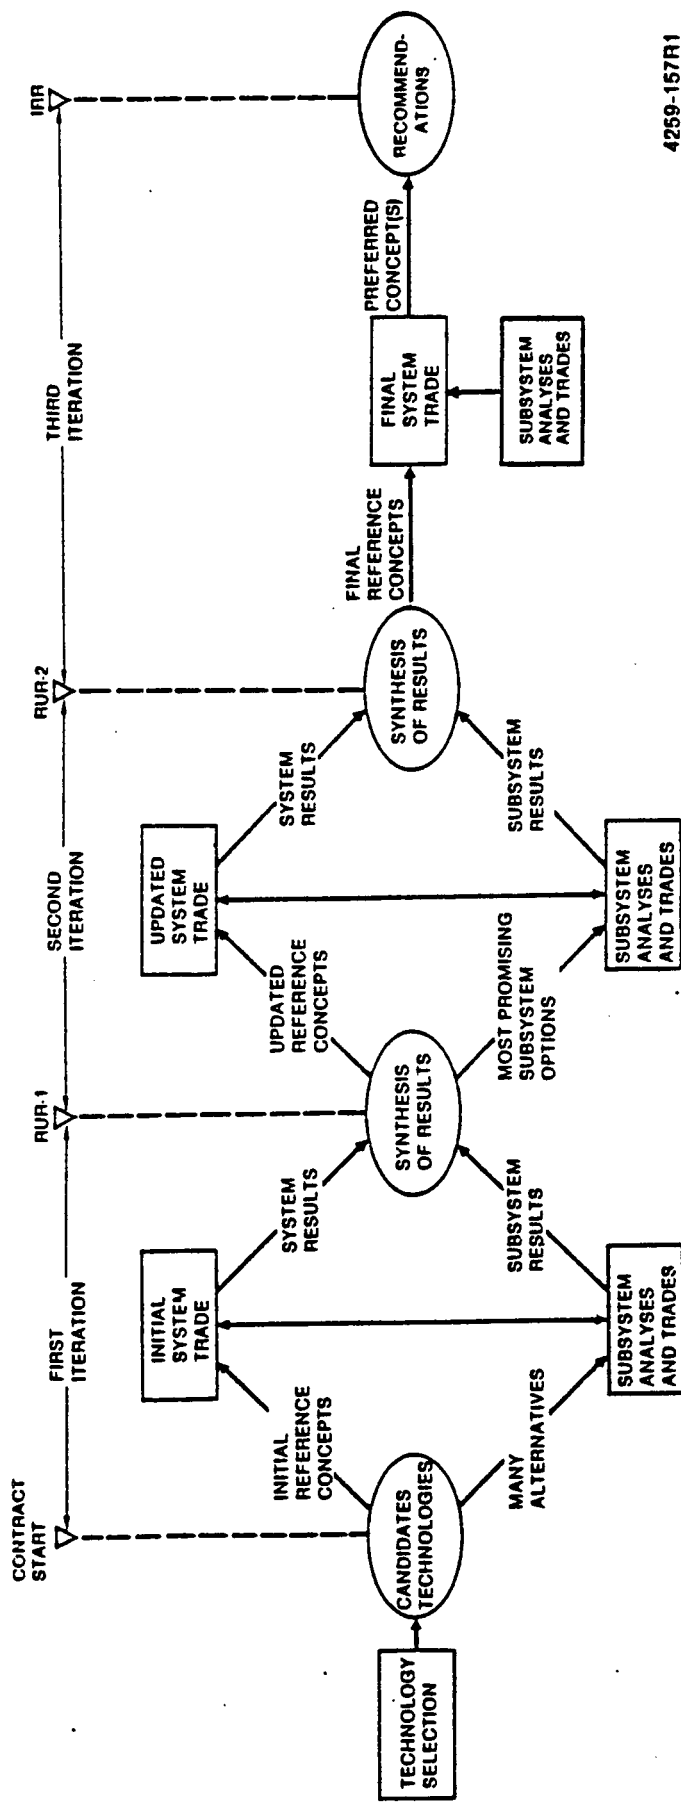 CONTRACT
START
FIRST
ITERATION
RUR-1
SECOND
ITERATION
RUR-2
THIRD
ITERATION
IRR
TECHNOLOGY
SELECTION
CANDIDATES
TECHNOLOGIES
INITIAL
REFERENCE
CONCEPTS
MANY
ALTERNATIVES
INITIAL
SYSTEM
TRADE
SUBSYSTEM
ANALYSES
AND TRADES
SYSTEM
RESULTS
SUBSYSTEM
RESULTS
SYNTHESIS
OF RESULTS
UPDATED
REFERENCE
CONCEPTS
MOST PROMISING
SUBSYSTEM
OPTIONS
UPDATED
SYSTEM
TRADE
SUBSYSTEM
ANALYSES
AND TRADES
SYSTEM
RESULTS
SUBSYSTEM
RESULTS
SYNTHESIS
OF RESULTS
FINAL
REFERENCE
CONCEPTS
FINAL
SYSTEM
TRADE
SUBSYSTEM
ANALYSES
AND TRADES
PREFERRED
CONCEPT(S)
RECOMMEND-
ATIONS
4259-157R1